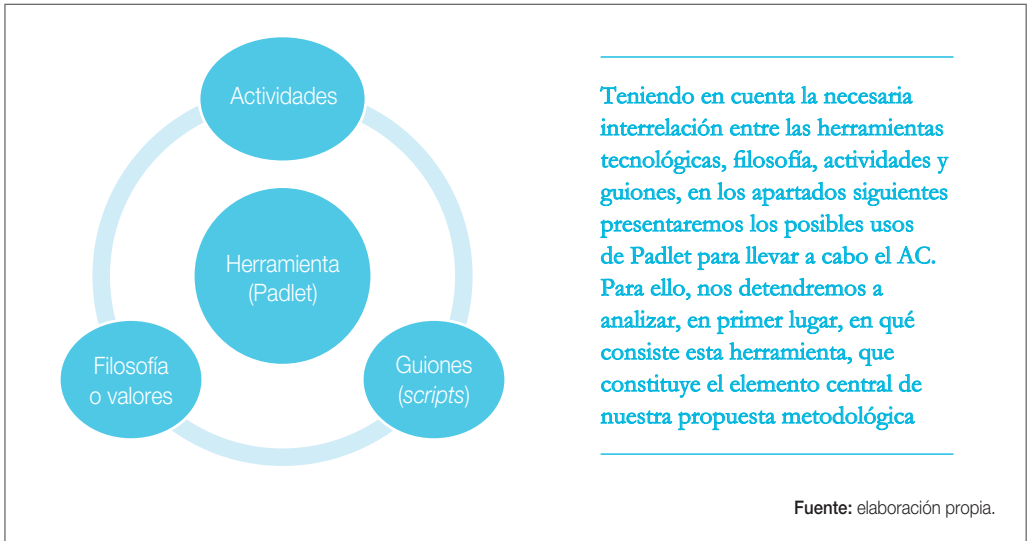 Actividades
Herramienta
(Padlet)
Filosofía
o valores
Guiones
(scripts)
Teniendo en cuenta la necesaria
interrelación entre las herramientas
tecnológicas, filosofía, actividades y
guiones, en los apartados siguientes
presentaremos los posibles usos
de Padlet para llevar a cabo el AC.
Para ello, nos detendremos a
analizar, en primer lugar, en qué
consiste esta herramienta, que
constituye el elemento central de
nuestra propuesta metodológica
Fuente: elaboración propia.